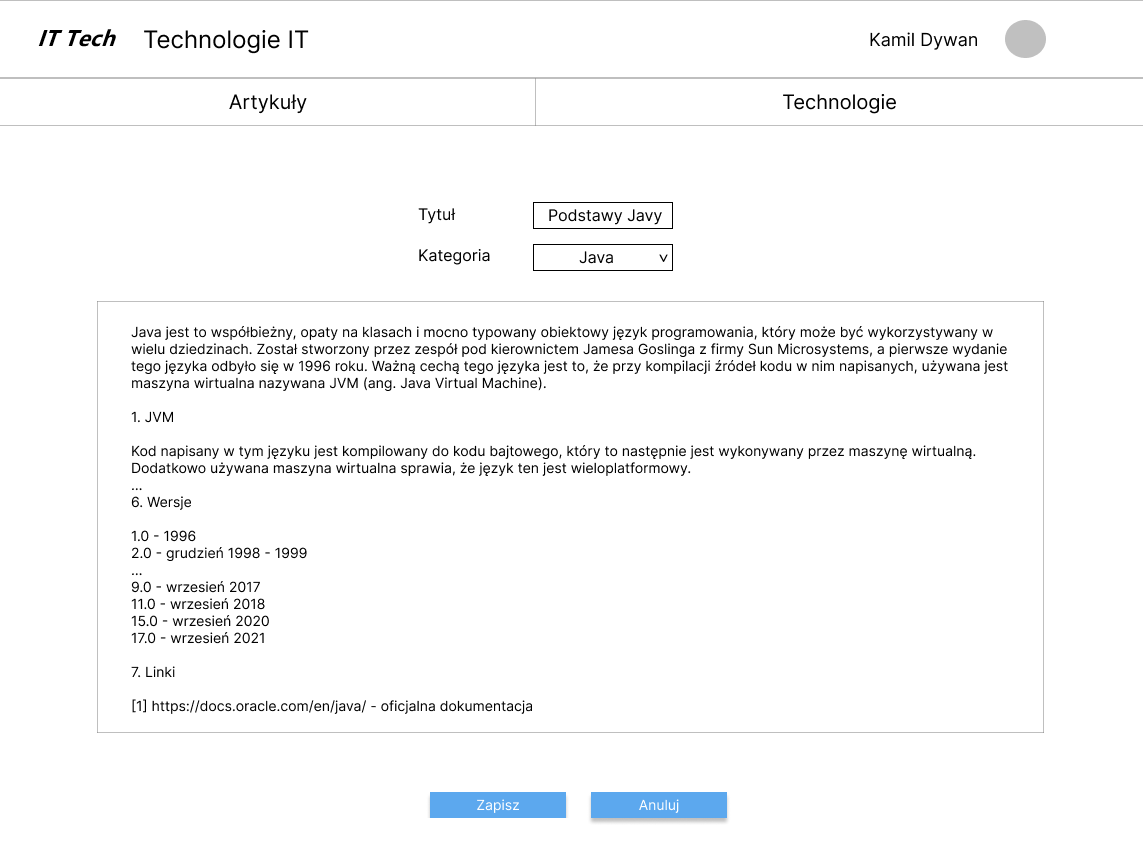 IT Tech Technologie IT Kamil Dywan
Artykuły Technologie
Tytuł Podstawy Javy
Kategoria Java
Java jest to współbieżny, opaty na klasach i mocno typowany obiektowy język programowania, który może być wykorzystywany w
wielu dziedzinach. Został stworzony przez zespół pod kierownictem Jamesa Goslinga z firmy Sun Microsystems, a pierwsze wydanie
tego języka odbyło się w 1996 roku. Ważną cechą tego języka jest to, że przy kompilacji źródeł kodu w nim napisanych, używana jest
maszyna wirtualna nazywana JVM (ang. Java Virtual Machine).
1. JVM
Kod napisany w tym języku jest kompilowany do kodu bajtowego, który to następnie jest wykonywany przez maszynę wirtualną.
Dodatkowo używana maszyna wirtualna sprawia, że język ten jest wieloplatformowy.
...
6. Wersje
1.0 - 1996
2.0 - grudzień 1998 - 1999
...
9.0 - wrzesień 2017
11.0 - wrzesień 2018
15.0 - wrzesień 2020
17.0 - wrzesień 2021
7. Linki
[1] https://docs.oracle.com/en/java/ - oficjalna dokumentacja
Zapisz Anuluj